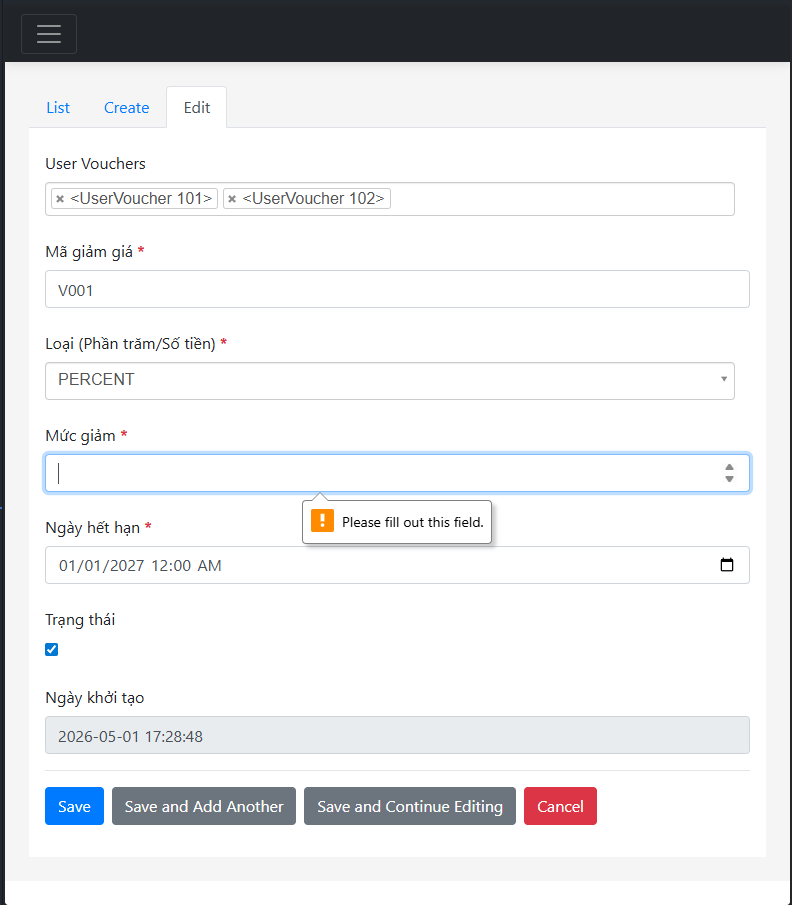 List Create Edit
User Vouchers
× <UserVoucher 101> × <UserVoucher 102>
Mã giảm giá *
V001
Loại (Phần trăm/Số tiền) *
PERCENT
Mức giảm *
Please fill out this field.
Ngày hết hạn *
01/01/2027 12:00 AM
Trạng thái
Ngày khởi tạo
2026-05-01 17:28:48
Save Save and Add Another Save and Continue Editing Cancel